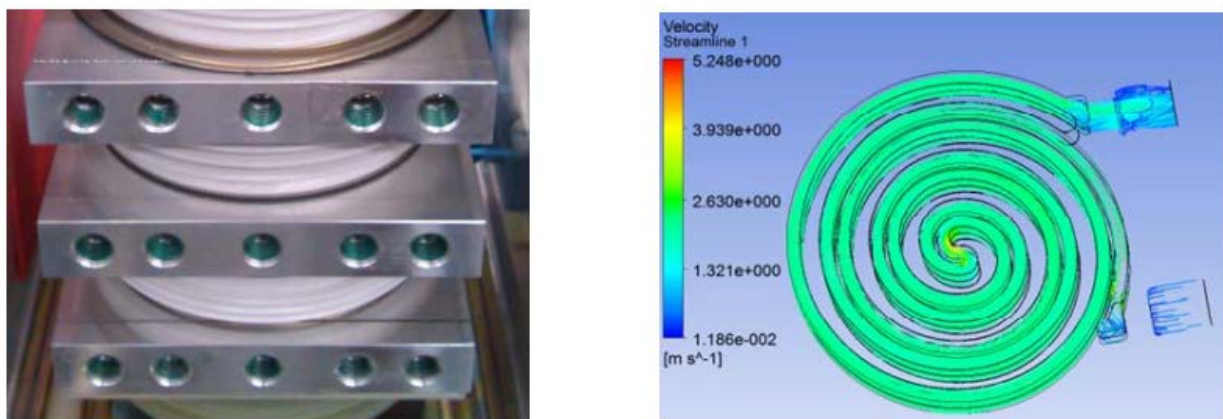 Velocity
Streamline 1
5.248e+000
3.939e+000
2.630e+000
1.321e+000
1.186e-002
[m s^-1]